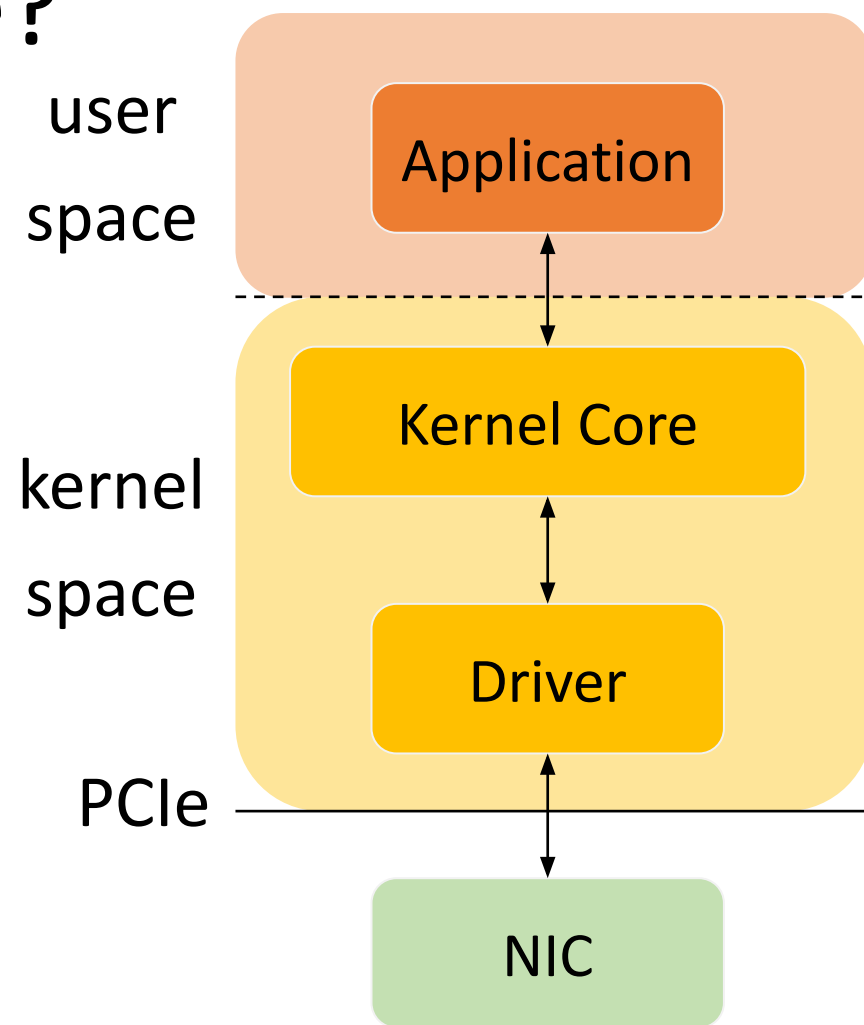 ?
user
space
Application
Kernel Core
kernel
space
Driver
PCIe
NIC